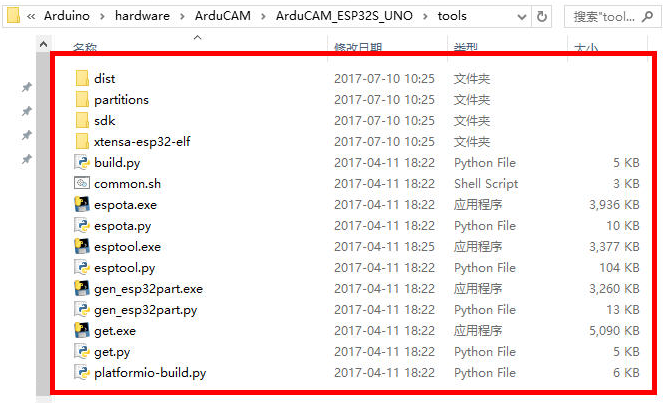 « Arduino › hardware › ArduCAM › ArduCAM_ESP32S_UNO › tools 搜索"tool...
名称 修改日期 类型 大小
dist 2017-07-10 10:25 文件夹
partitions 2017-07-10 10:25 文件夹
sdk 2017-07-10 10:25 文件夹
xtensa-esp32-elf 2017-07-10 10:25 文件夹
build.py 2017-04-11 18:22 Python File 5 KB
common.sh 2017-04-11 18:22 Shell Script 3 KB
espota.exe 2017-04-11 18:22 应用程序 3,936 KB
espota.py 2017-04-11 18:22 Python File 10 KB
esptool.exe 2017-04-11 18:25 应用程序 3,377 KB
esptool.py 2017-04-11 18:22 Python File 104 KB
gen_esp32part.exe 2017-04-11 18:22 应用程序 3,260 KB
gen_esp32part.py 2017-04-11 18:22 Python File 13 KB
get.exe 2017-04-11 18:22 应用程序 5,090 KB
get.py 2017-04-11 18:22 Python File 5 KB
platformio-build.py 2017-04-11 18:22 Python File 6 KB